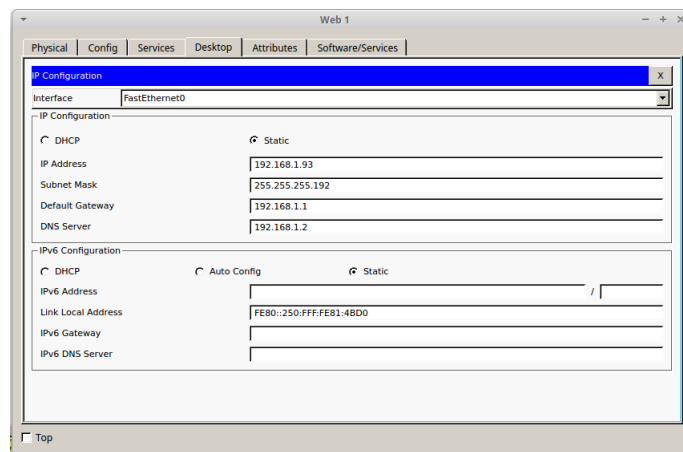 Web 1
Physical Config Services Desktop Attributes Software/Services
IP Configuration X
Interface FastEthernet0
IP Configuration
DHCP Static
IP Address 192.168.1.93
Subnet Mask 255.255.255.192
Default Gateway 192.168.1.1
DNS Server 192.168.1.2
IPv6 Configuration
DHCP Auto Config Static
IPv6 Address /
Link Local Address FE80::250:FFF:FE81:4BD0
IPv6 Gateway
IPv6 DNS Server
Top